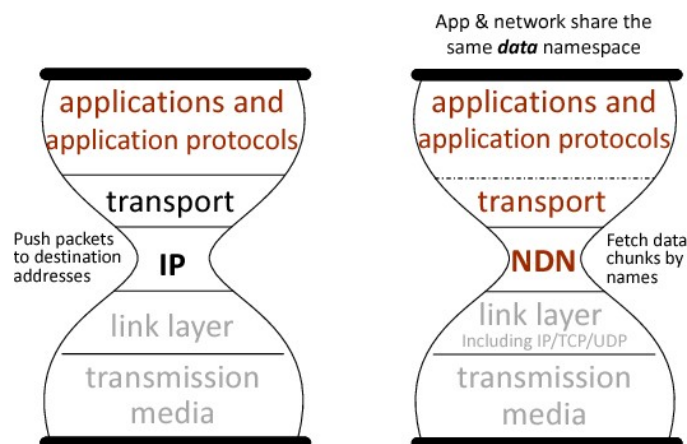 App & network share the
same data namespace
applications and
application protocols
transport
Push packets
to destination
addresses
IP
link layer
transmission
media
applications and
application protocols
transport
NDN
Fetch data
chunks by
names
link layer
Including IP/TCP/UDP
transmission
media